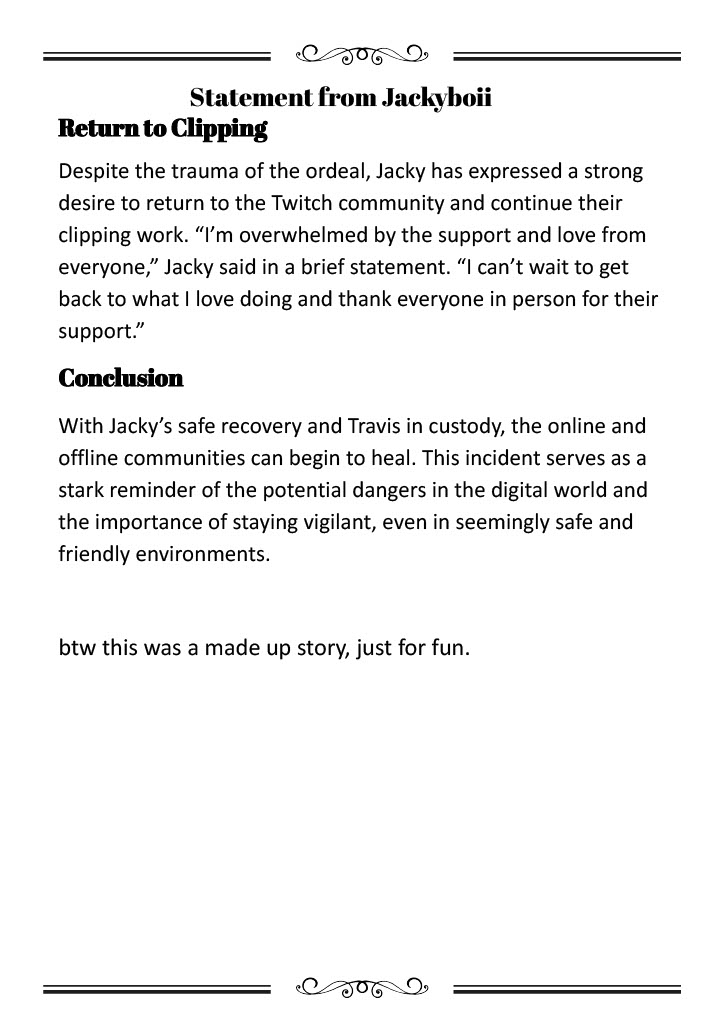 Statement from Jackyboii
Return to Clipping
Despite the trauma of the ordeal, Jacky has expressed a strong
desire to return to the Twitch community and continue their
clipping work. “I’m overwhelmed by the support and love from
everyone,” Jacky said in a brief statement. “I can’t wait to get
back to what I love doing and thank everyone in person for their
support.”
Conclusion
With Jacky’s safe recovery and Travis in custody, the online and
offline communities can begin to heal. This incident serves as a
stark reminder of the potential dangers in the digital world and
the importance of staying vigilant, even in seemingly safe and
friendly environments.
btw this was a made up story, just for fun.